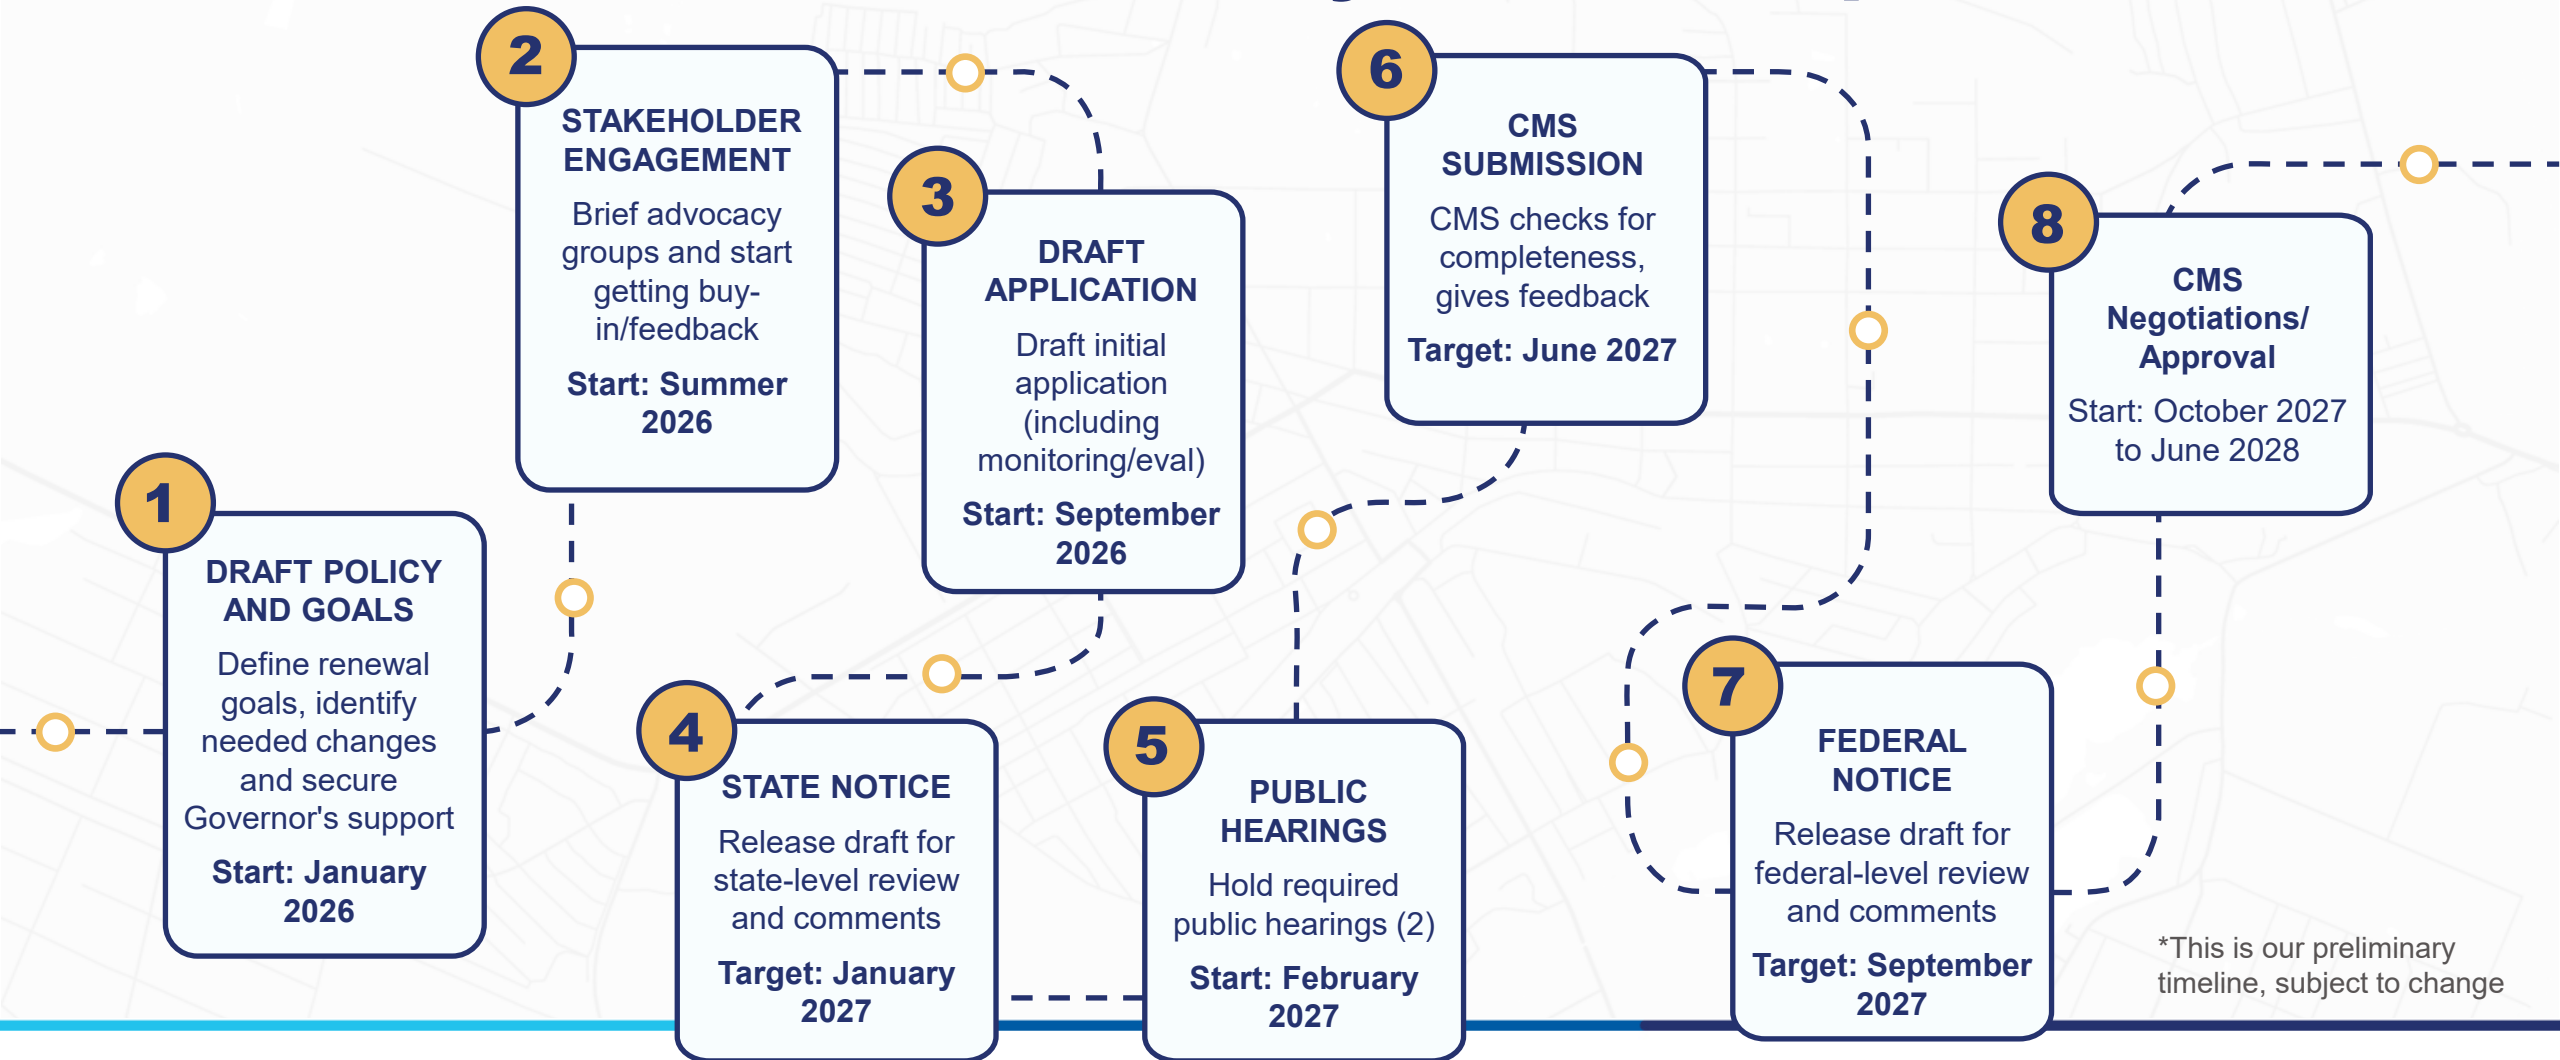 1
DRAFT POLICY
AND GOALS
Define renewal
goals, identify
needed changes
and secure
Governor's support
Start: January
2026
2
STAKEHOLDER
ENGAGEMENT
Brief advocacy
groups and start
getting buy-
in/feedback
Start: Summer
2026
3
DRAFT
APPLICATION
Draft initial
application
(including
monitoring/eval)
Start: September
2026
4
STATE NOTICE
Release draft for
state-level review
and comments
Target: January
2027
5
PUBLIC
HEARINGS
Hold required
public hearings (2)
Start: February
2027
6
CMS
SUBMISSION
CMS checks for
completeness,
gives feedback
Target: June 2027
7
FEDERAL
NOTICE
Release draft for
federal-level review
and comments
Target: September
2027
8
CMS
Negotiations/
Approval
Start: October 2027
to June 2028
*This is our preliminary
timeline, subject to change